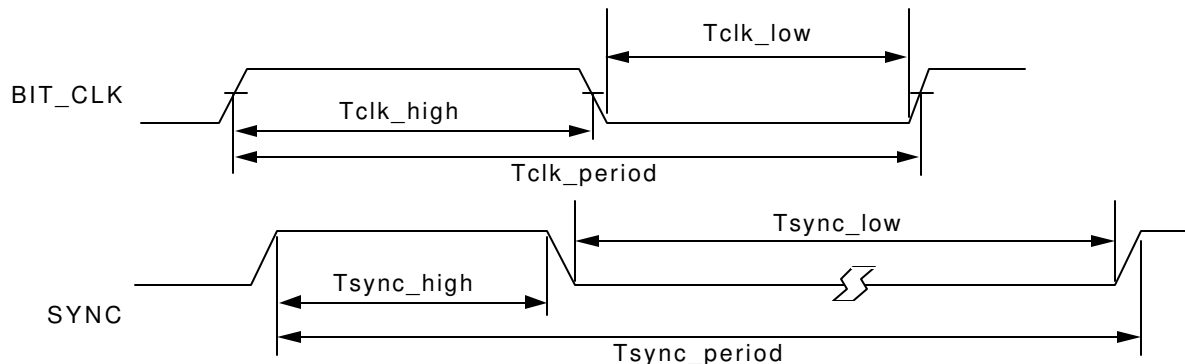 Tclk_low
BIT_CLK
Tclk_high
Tclk_period
Tsync_low
Tsync_high
SYNC
Tsync_period